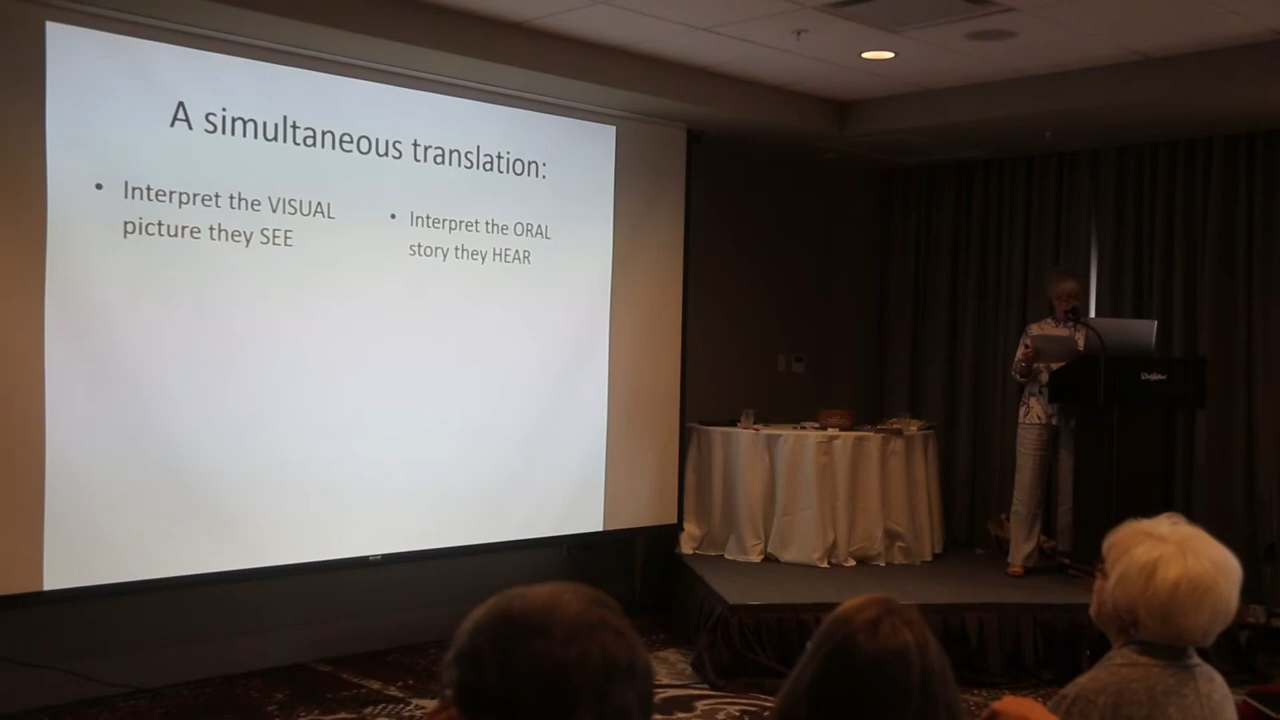 A simultaneous translation:
• Interpret the VISUAL
picture they SEE
• Interpret the ORAL
story they HEAR